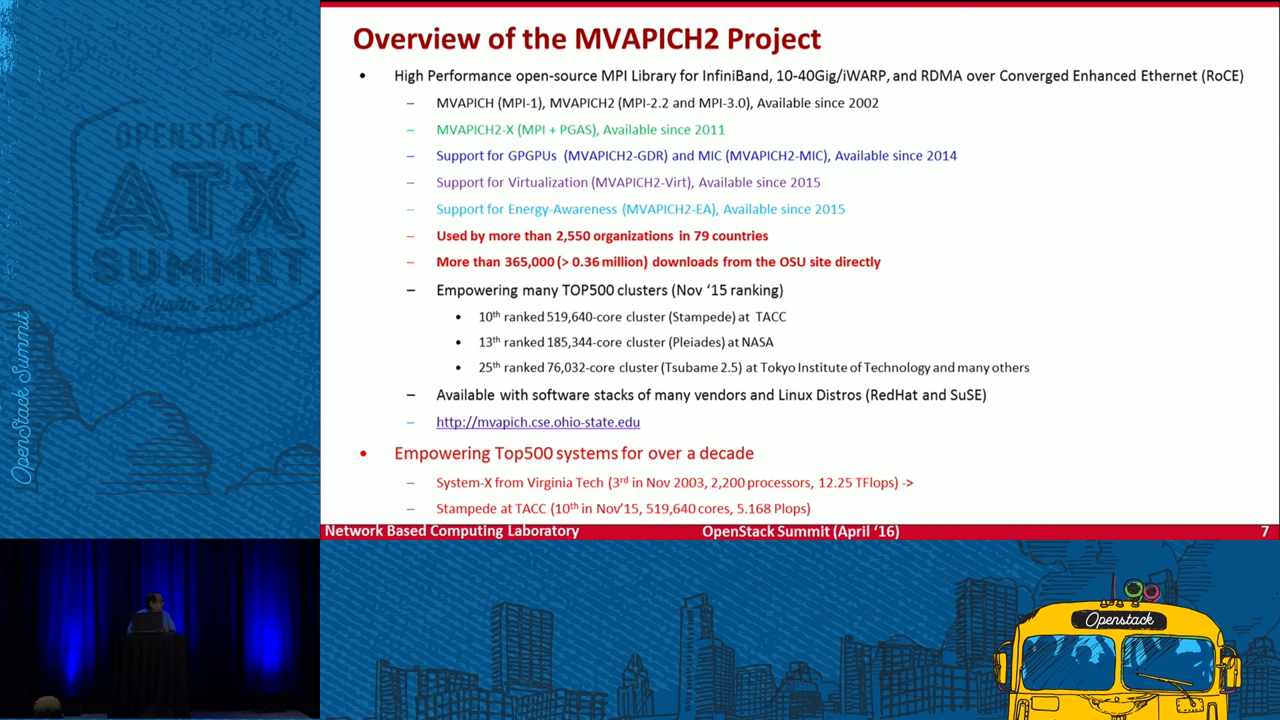 Overview of the MVAPICH2 Project
• High Performance open-source MPI Library for InfiniBand, 10-40Gig/iWARP, and RDMA over Converged Enhanced Ethernet (RoCE)
– MVAPICH (MPI-1), MVAPICH2 (MPI-2.2 and MPI-3.0), Available since 2002
– MVAPICH2-X (MPI + PGAS), Available since 2011
– Support for GPGPUs (MVAPICH2-GDR) and MIC (MVAPICH2-MIC), Available since 2014
– Support for Virtualization (MVAPICH2-Virt), Available since 2015
– Support for Energy-Awareness (MVAPICH2-EA), Available since 2015
– Used by more than 2,550 organizations in 79 countries
– More than 365,000 (> 0.36 million) downloads from the OSU site directly
– Empowering many TOP500 clusters (Nov ‘15 ranking)
• 10th ranked 519,640-core cluster (Stampede) at TACC
• 13th ranked 185,344-core cluster (Pleiades) at NASA
• 25th ranked 76,032-core cluster (Tsubame 2.5) at Tokyo Institute of Technology and many others
– Available with software stacks of many vendors and Linux Distros (RedHat and SuSE)
– http://mvapich.cse.ohio-state.edu
• Empowering Top500 systems for over a decade
– System-X from Virginia Tech (3rd in Nov 2003, 2,200 processors, 12.25 TFlops) ->
– Stampede at TACC (10th in Nov’15, 519,640 cores, 5.168 Plops)
Network Based Computing Laboratory
OpenStack Summit (April ‘16)
7
OPENSTACK
ATX
SUMMIT
Austin 2016
OpenStack Summit
Openstack